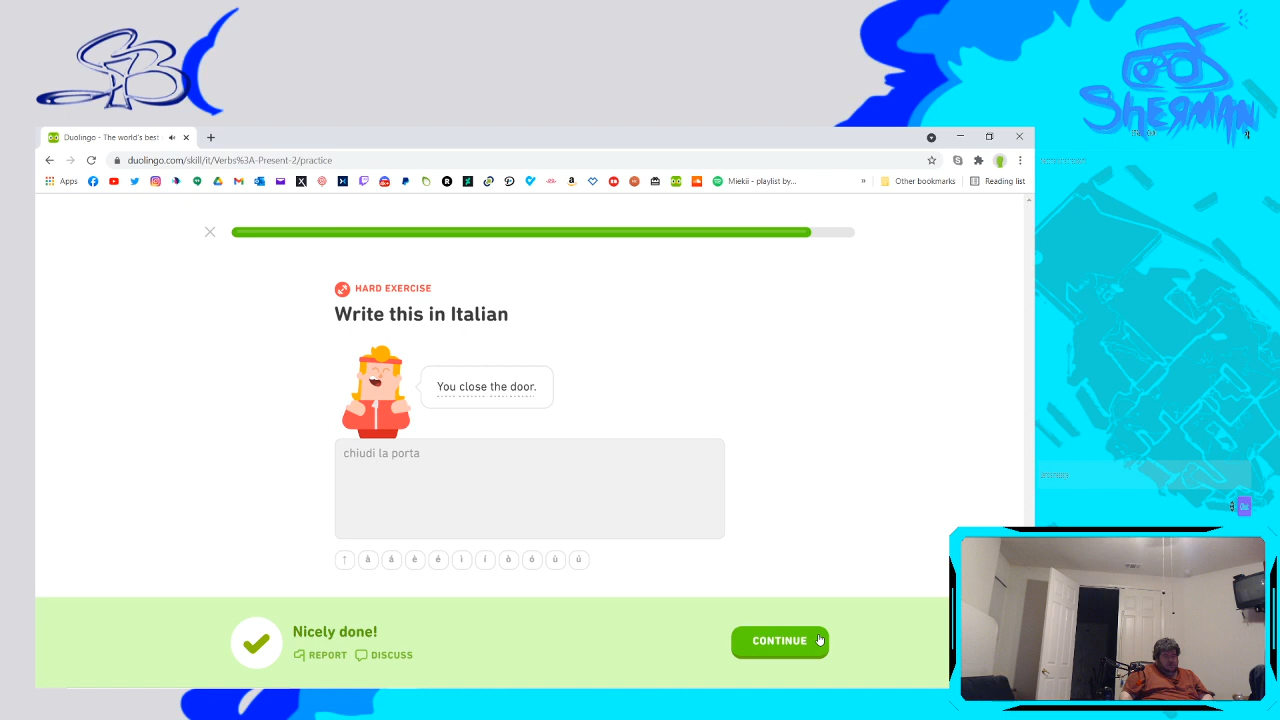 SHERMAN
Duolingo - The world's best
duolingo.com/skill/it/Verbs%3A-Present-2/practice
Apps
Miekii - playlist by...
»
Other bookmarks
Reading list
HARD EXERCISE
Write this in Italian
You close the door.
chiudi la porta
↑ à á è é ì í ò ó ù ú
Nicely done!
REPORT
DISCUSS
CONTINUE